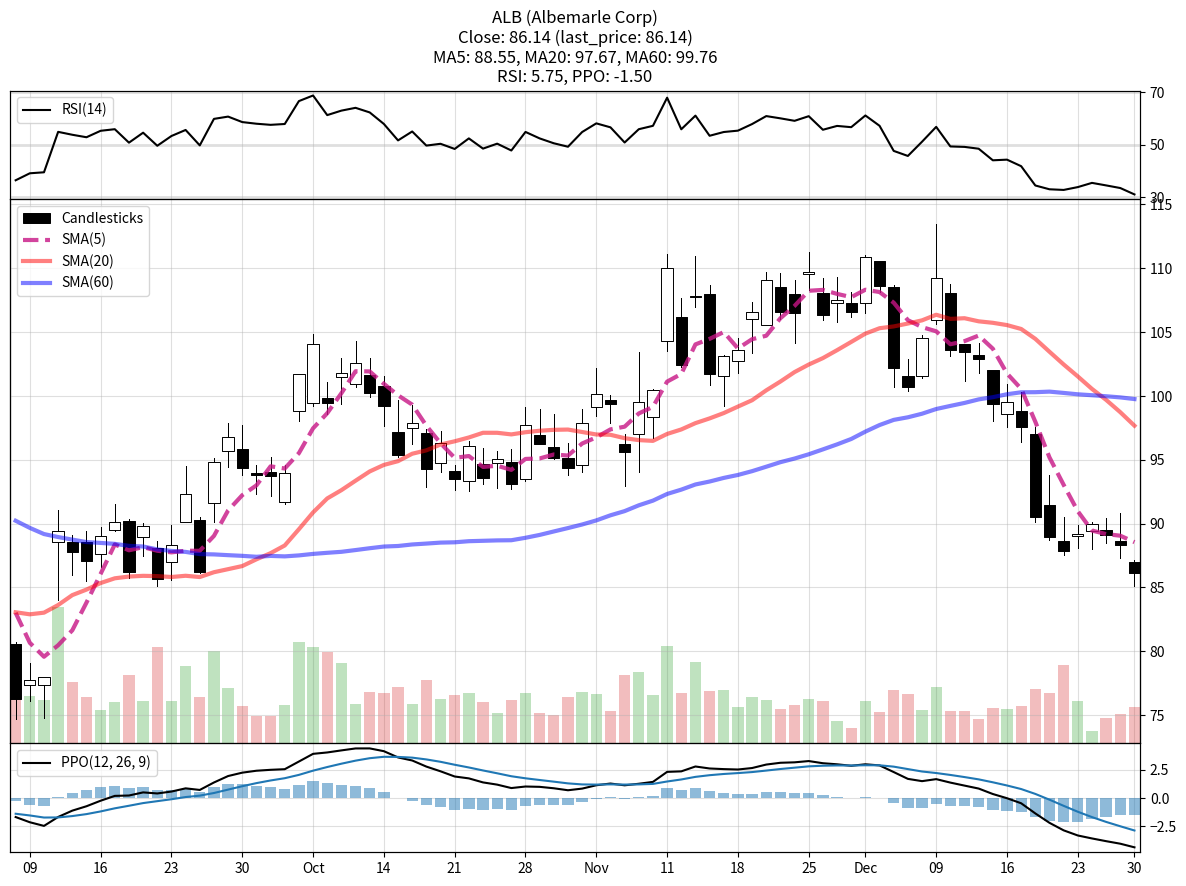 ALB (Albemarle Corp)
Close: 86.14 (last_price: 86.14)
MA5: 88.55, MA20: 97.67, MA60: 99.76
RSI: 5.75, PPO: -1.50
RSI(14)
70
50
30
Candlesticks
SMA(5)
SMA(20)
SMA(60)
115
110
105
100
95
90
85
80
75
PPO(12, 26, 9)
2.5
0.0
−2.5
09 16 23 30 Oct 14 21 28 Nov 11 18 25 Dec 09 16 23 30